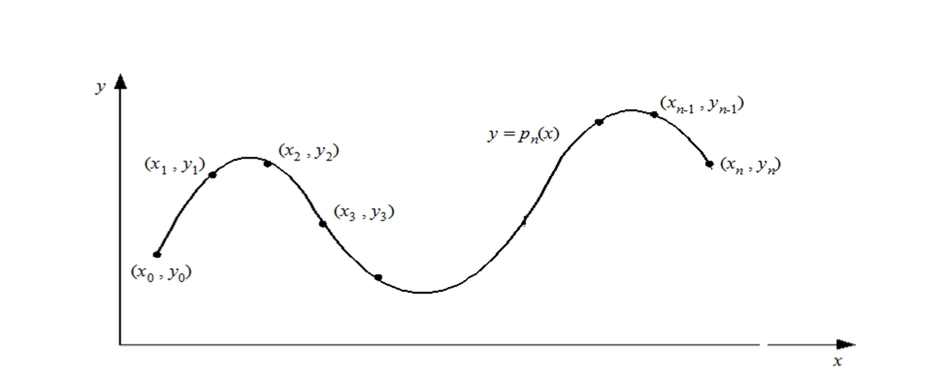 y
(xₙ₋₁ , yₙ₋₁)
y = pₙ(x)
(x₂ , y₂)
(x₁ , y₁)
(xₙ , yₙ)
(x₃ , y₃)
(x₀ , y₀)
x